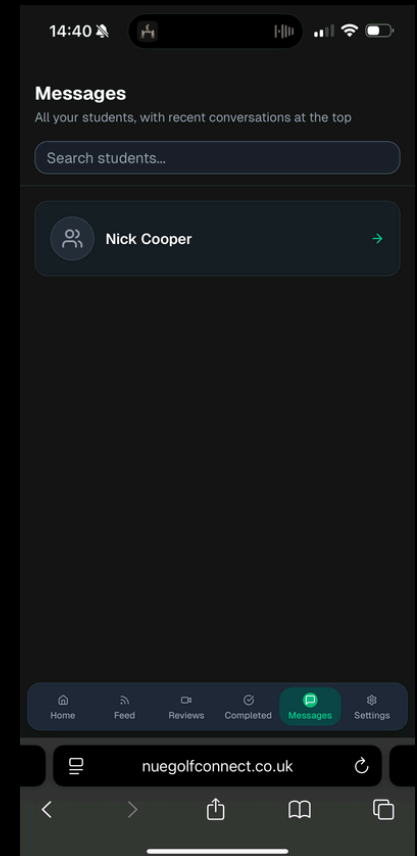 14:40
Messages
All your students, with recent conversations at the top
Search students...
Nick Cooper
Home
Feed
Reviews
Completed
Messages
Settings
nuegolfconnect.co.uk